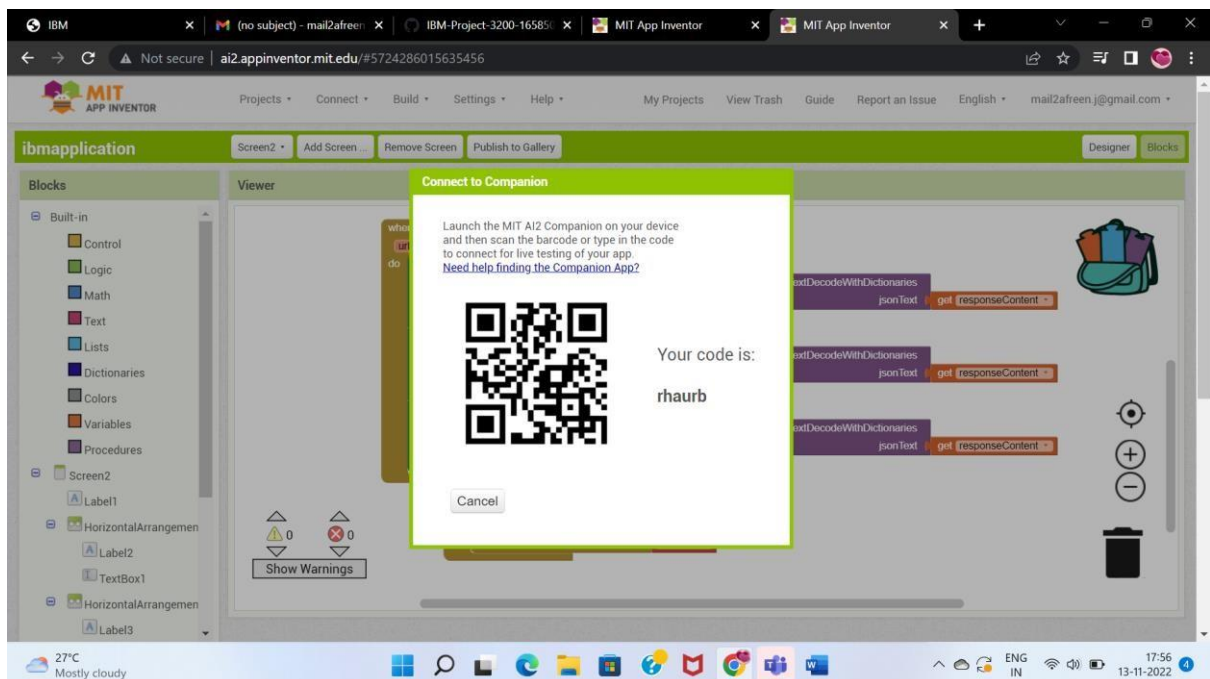 IBM
(no subject) - mail2afreen
IBM-Project-3200-16585
MIT App Inventor
MIT App Inventor
Not secure | ai2.appinventor.mit.edu/#5724286015635456
MIT
APP INVENTOR
Projects
Connect
Build
Settings
Help
My Projects
View Trash
Guide
Report an Issue
English
mail2afreen.j@gmail.com
ibmapplication
Screen2
Add Screen ...
Remove Screen
Publish to Gallery
Designer
Blocks
Blocks
Viewer
Built-in
Control
Logic
Math
Text
Lists
Dictionaries
Colors
Variables
Procedures
Screen2
Label1
HorizontalArrangemen
Label2
TextBox1
HorizontalArrangemen
Label3
do
Connect to Companion
Launch the MIT AI2 Companion on your device
and then scan the barcode or type in the code
to connect for live testing of your app.
Need help finding the Companion App?
Your code is:
rhaurb
Cancel
extDecodeWithDictionaries
jsonText get responseContent
extDecodeWithDictionaries
jsonText get responseContent
extDecodeWithDictionaries
jsonText get responseContent
0
0
Show Warnings
27°C
Mostly cloudy
ENG
IN
17:56
13-11-2022
4